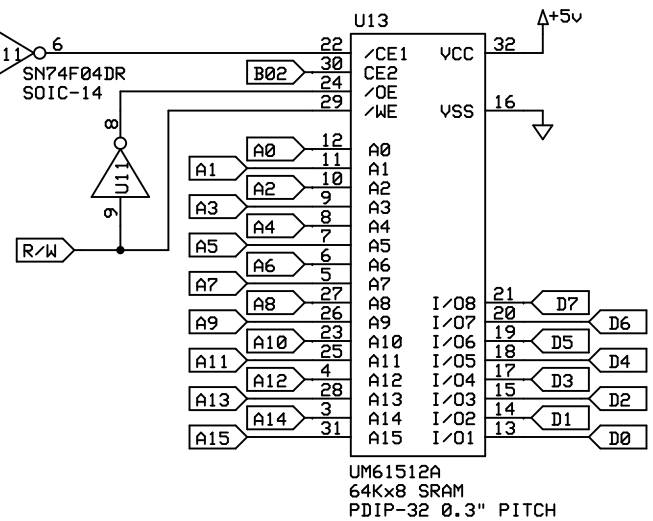 U13
+5v
11
6
22
/CE1
VCC
32
SN74F04DR
SOIC-14
B02
30
CE2
24
/OE
29
/WE
VSS
16
8
U11
9
R/W
A0
12
A0
A1
11
A1
A2
10
A2
A3
9
A3
A4
8
A4
A5
7
A5
A6
6
A6
A7
5
A7
A8
27
A8
I/O8
21
D7
A9
26
A9
I/O7
20
D6
A10
23
A10
I/O6
19
D5
A11
25
A11
I/O5
18
D4
A12
4
A12
I/O4
17
D3
A13
28
A13
I/O3
15
D2
A14
3
A14
I/O2
14
D1
A15
31
A15
I/O1
13
D0
UM61512A
64Kx8 SRAM
PDIP-32 0.3" PITCH